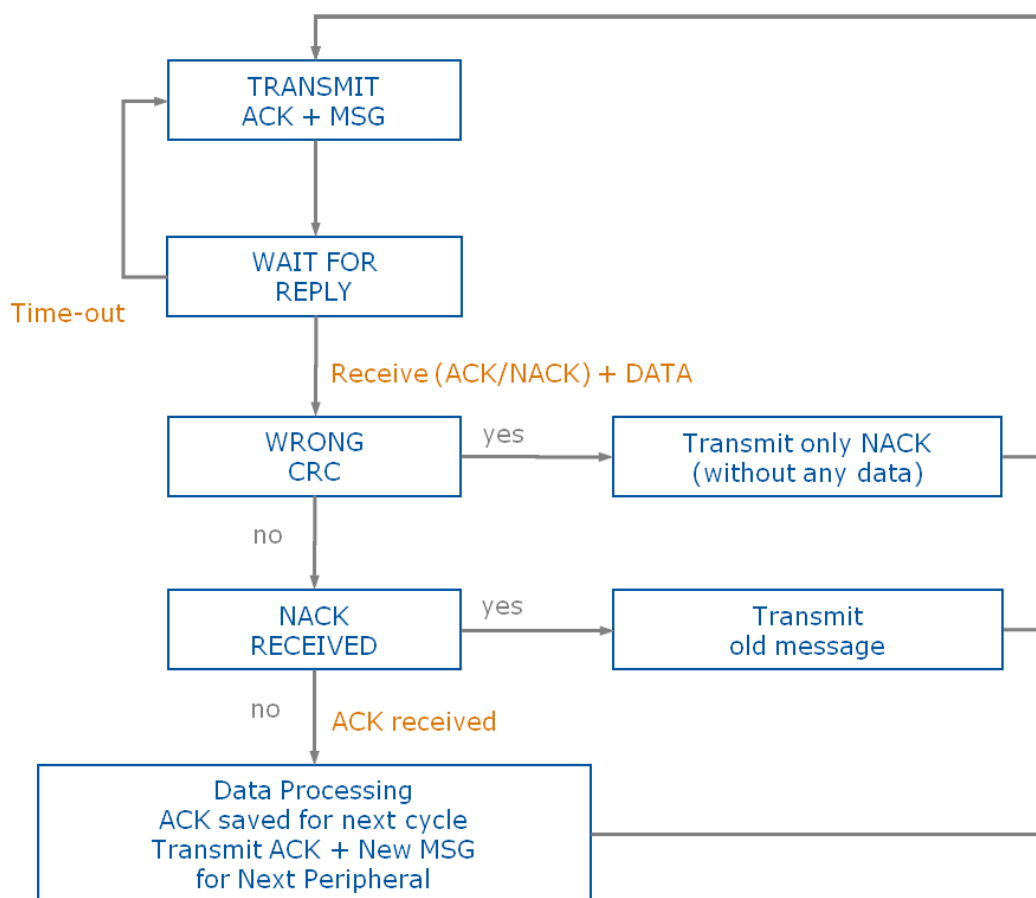 TRANSMIT
ACK + MSG
WAIT FOR
REPLY
Time-out
Receive (ACK/NACK) + DATA
WRONG
CRC
yes
Transmit only NACK
(without any data)
no
NACK
RECEIVED
yes
Transmit
old message
no
ACK received
Data Processing
ACK saved for next cycle
Transmit ACK + New MSG
for Next Peripheral